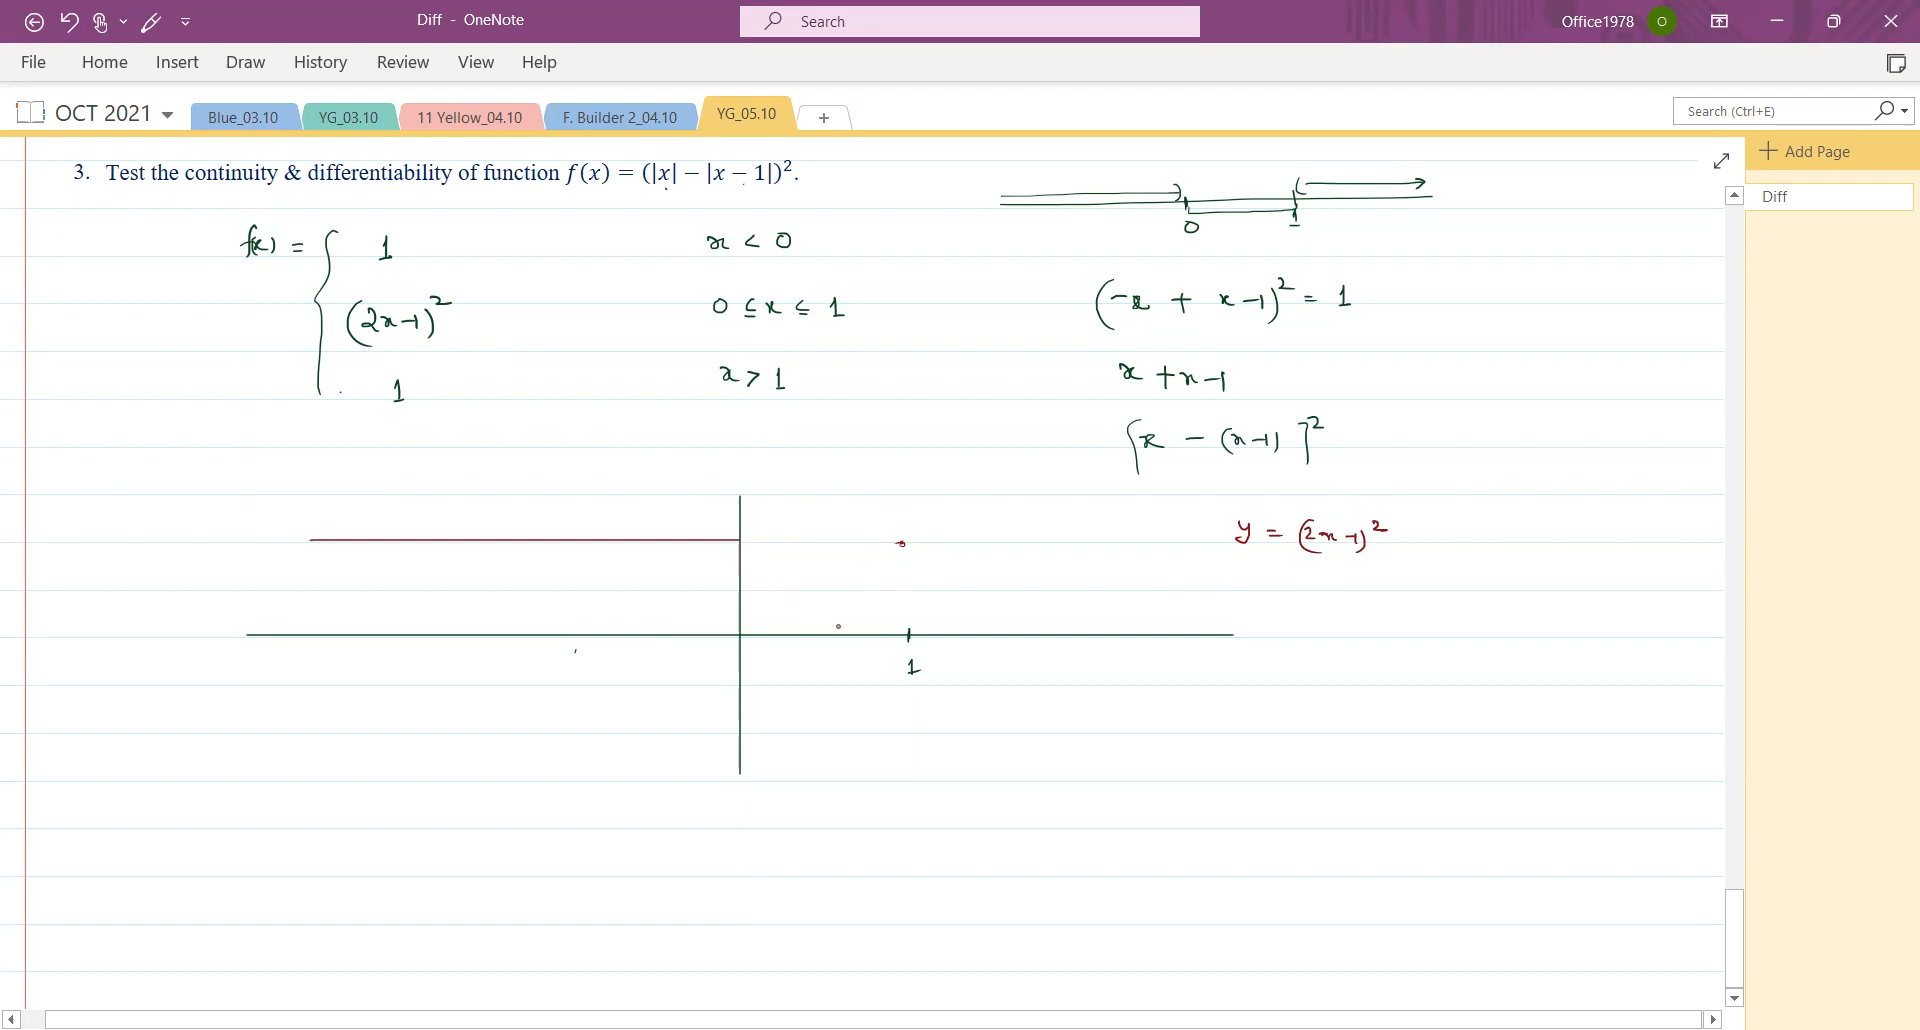 Diff - OneNote
Search
Office1978
O
File Home Insert Draw History Review View Help
OCT 2021
Blue_03.10
YG_03.10
11 Yellow_04.10
F. Builder 2_04.10
YG_05.10
+
Search (Ctrl+E)
Add Page
Diff
3. Test the continuity & differentiability of function f(x) = (|x| − |x − 1|)².
0 1
f(x) = { 1 x < 0
(2x-1)² 0 ≤ x ≤ 1
1 x > 1
(-x + x-1)² = 1
x + x-1
[x - (x-1)]²
y = (2x-1)²
1